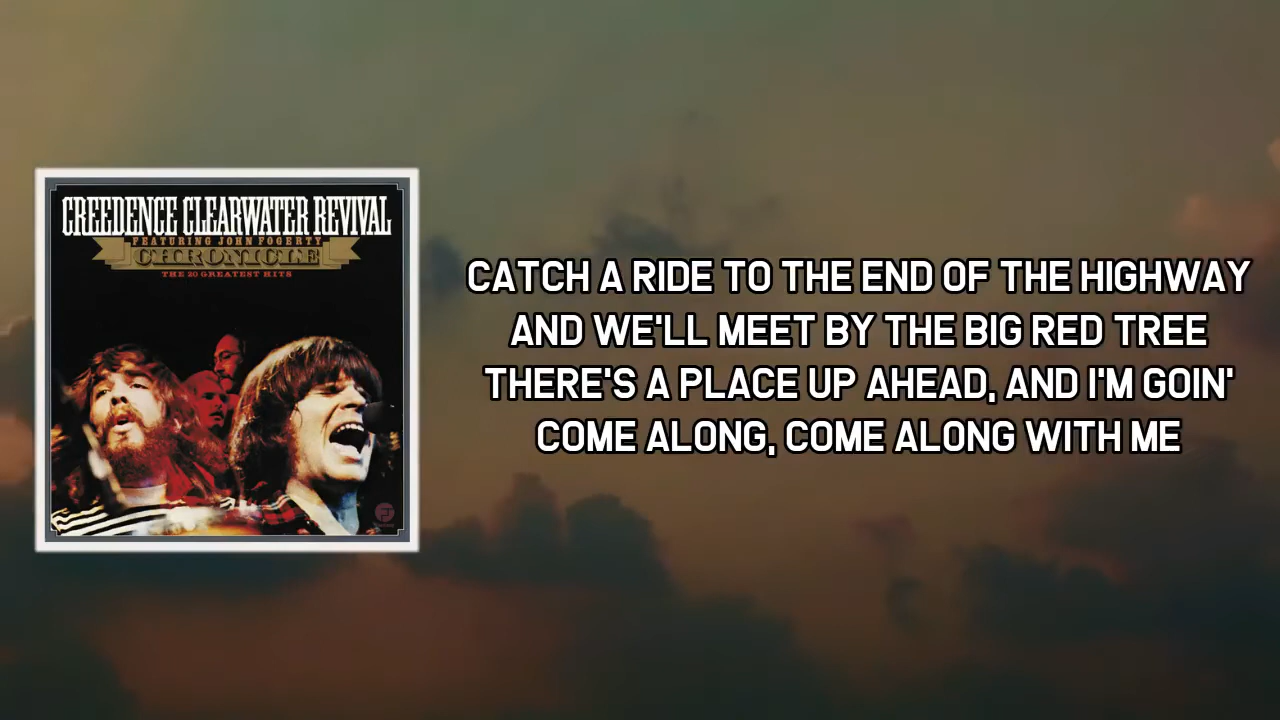 CREEDENCE CLEARWATER REVIVAL
FEATURING JOHN FOGERTY
CHRONICLE
THE 20 GREATEST HITS
CATCH A RIDE TO THE END OF THE HIGHWAY
AND WE'LL MEET BY THE BIG RED TREE
THERE'S A PLACE UP AHEAD, AND I'M GOIN'
COME ALONG, COME ALONG WITH ME